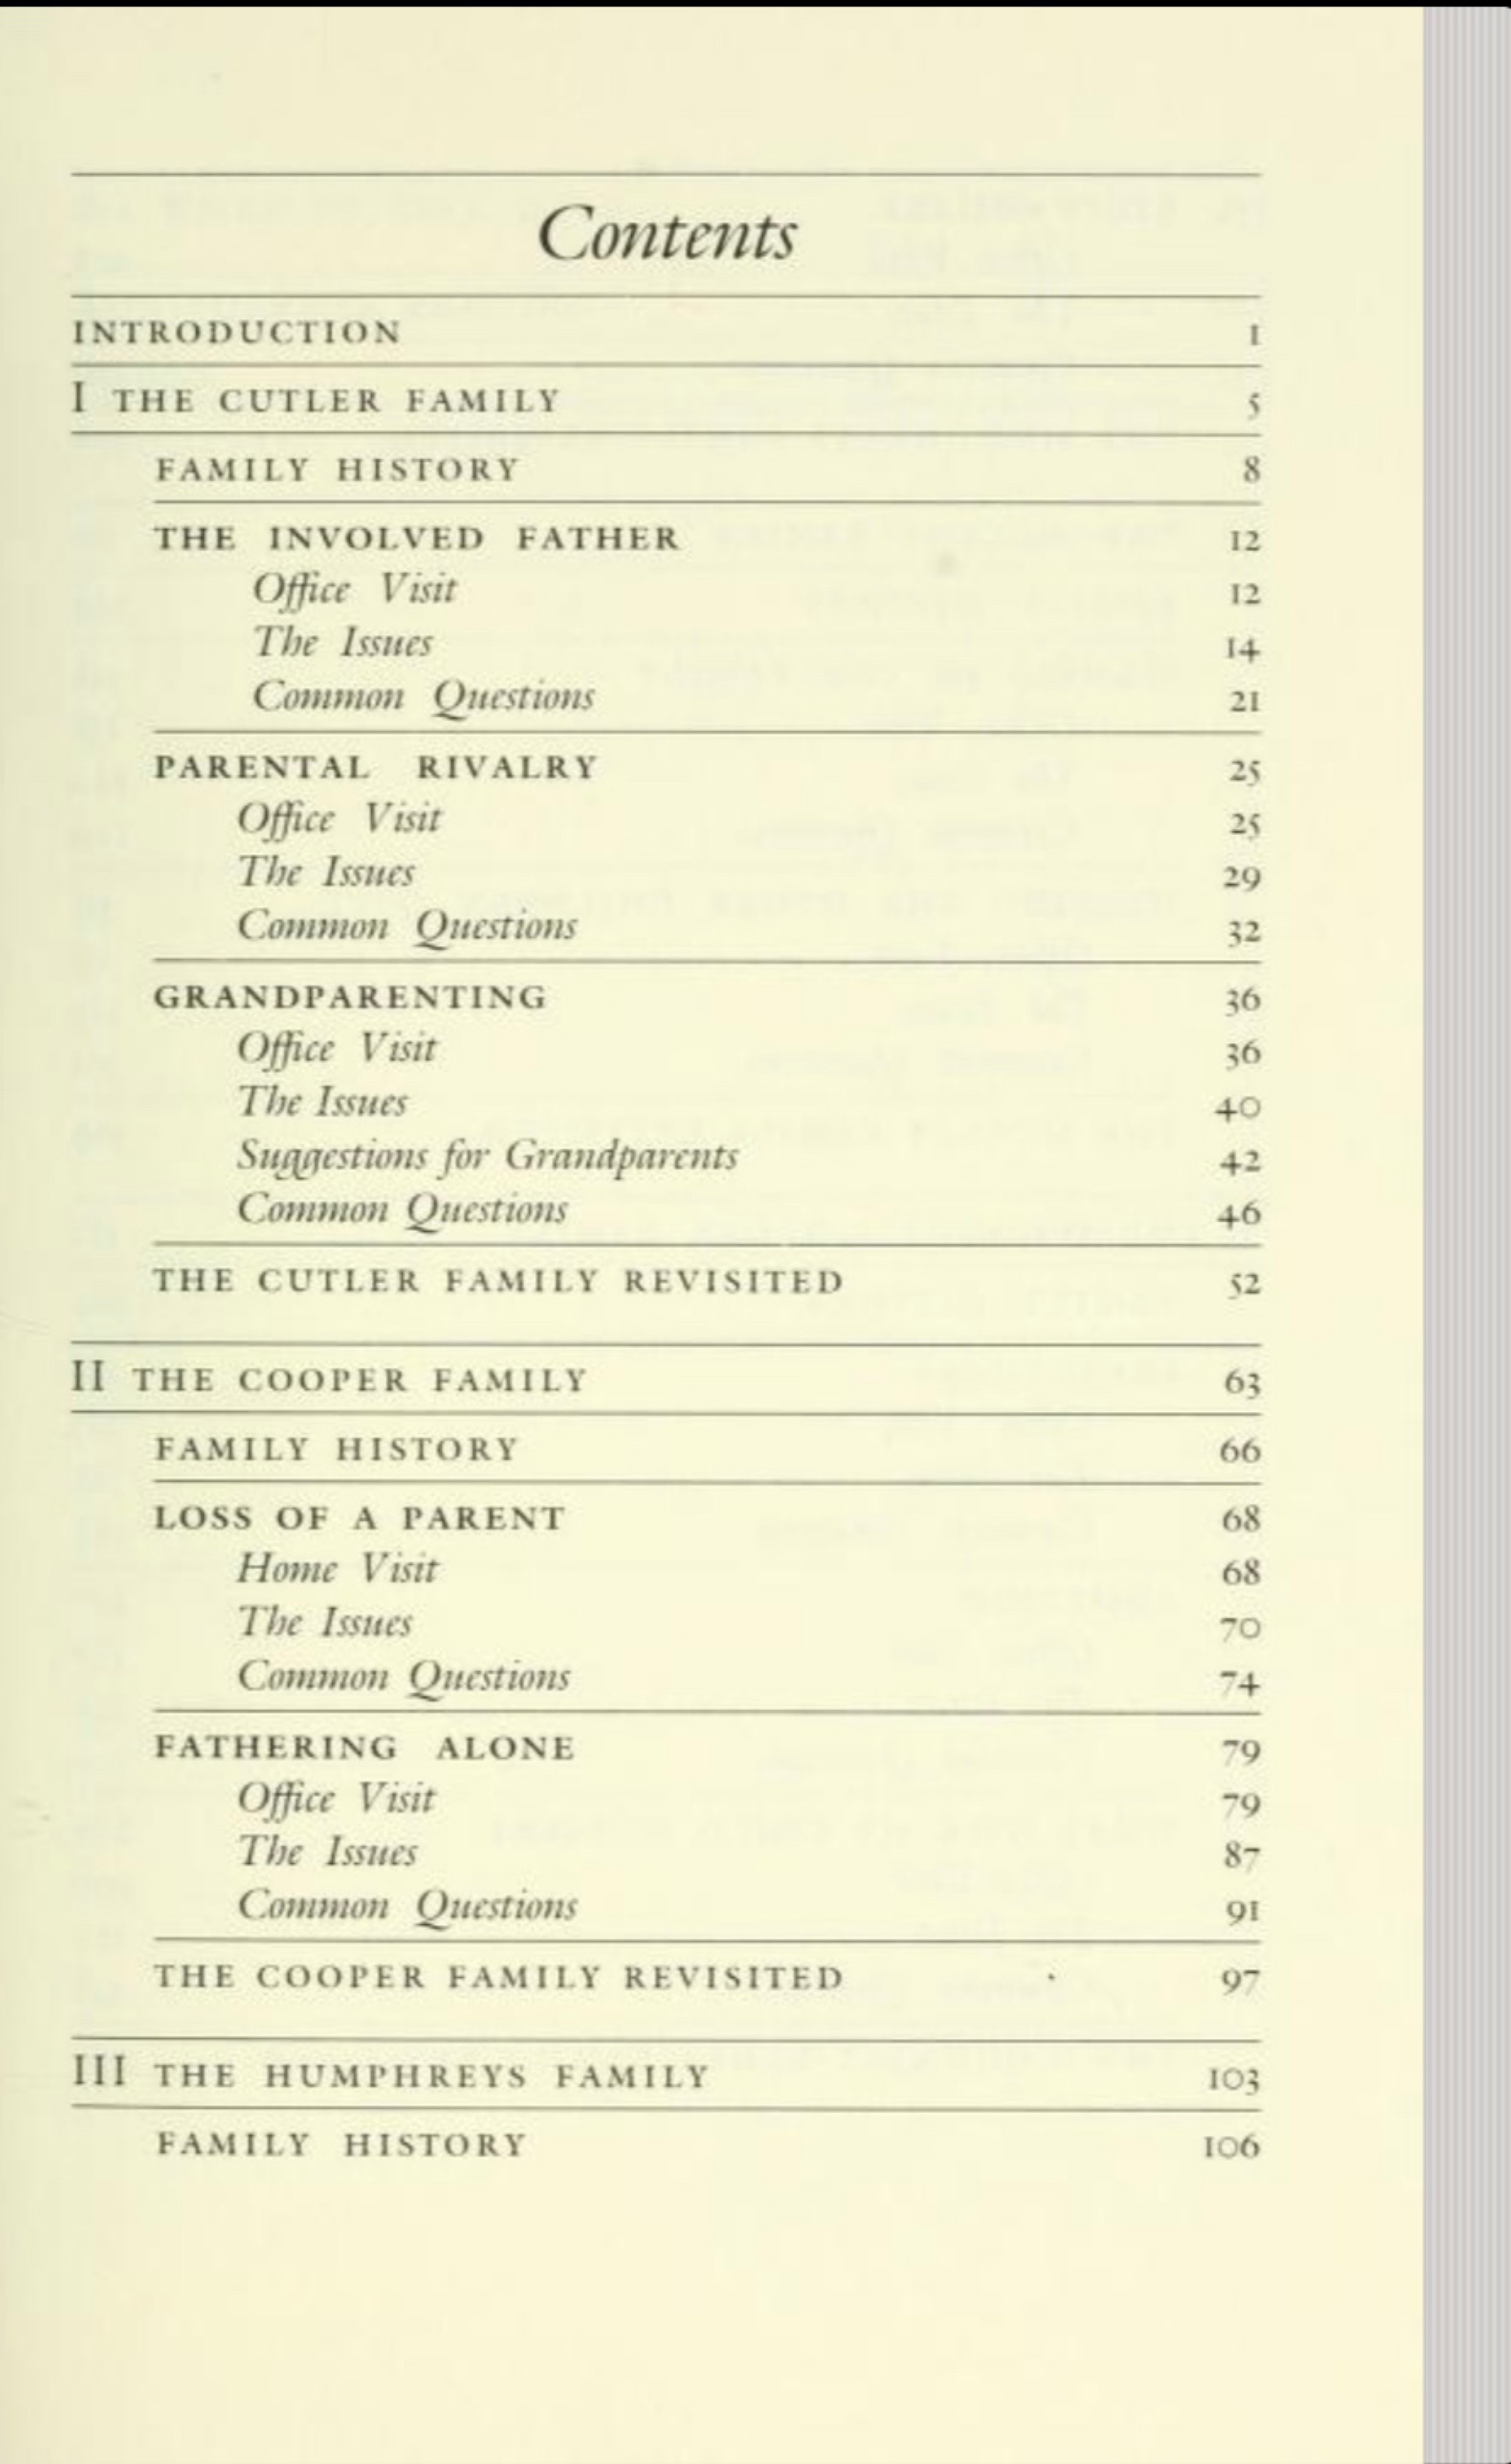 Contents
INTRODUCTION 1
I THE CUTLER FAMILY 5
FAMILY HISTORY 8
THE INVOLVED FATHER 12
Office Visit 12
The Issues 14
Common Questions 21
PARENTAL RIVALRY 25
Office Visit 25
The Issues 29
Common Questions 32
GRANDPARENTING 36
Office Visit 36
The Issues 40
Suggestions for Grandparents 42
Common Questions 46
THE CUTLER FAMILY REVISITED 52
II THE COOPER FAMILY 63
FAMILY HISTORY 66
LOSS OF A PARENT 68
Home Visit 68
The Issues 70
Common Questions 74
FATHERING ALONE 79
Office Visit 79
The Issues 87
Common Questions 91
THE COOPER FAMILY REVISITED 97
III THE HUMPHREYS FAMILY 103
FAMILY HISTORY 106